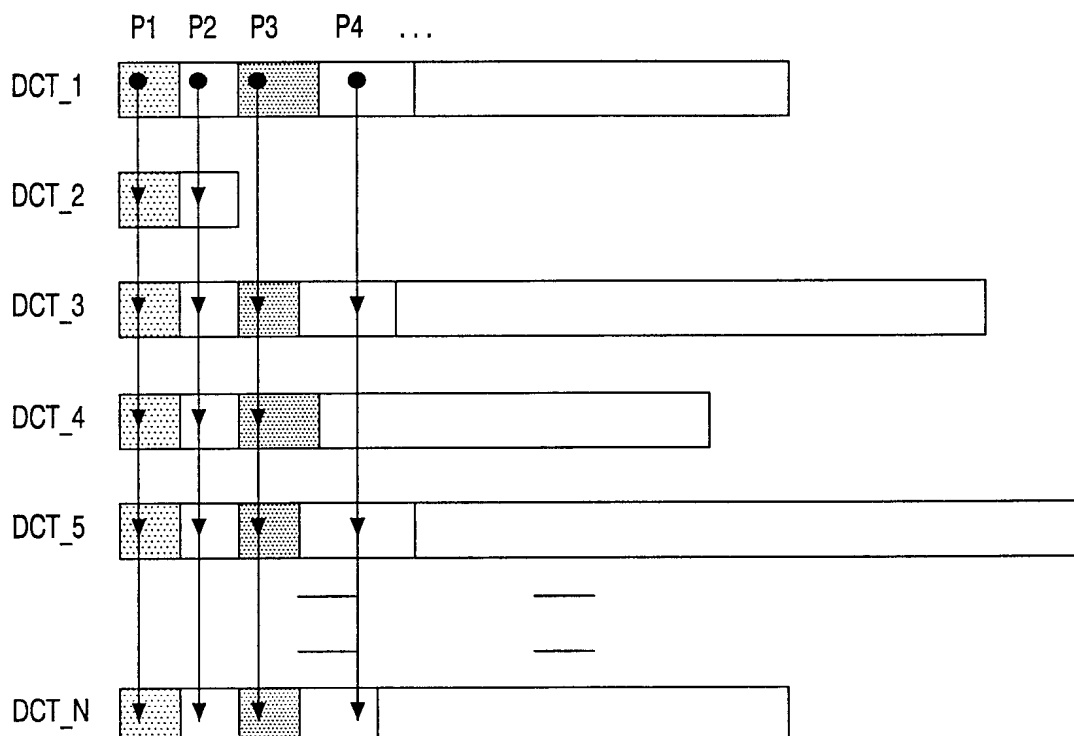 P1 P2 P3 P4 ...
DCT_1
DCT_2
DCT_3
DCT_4
DCT_5
DCT_N